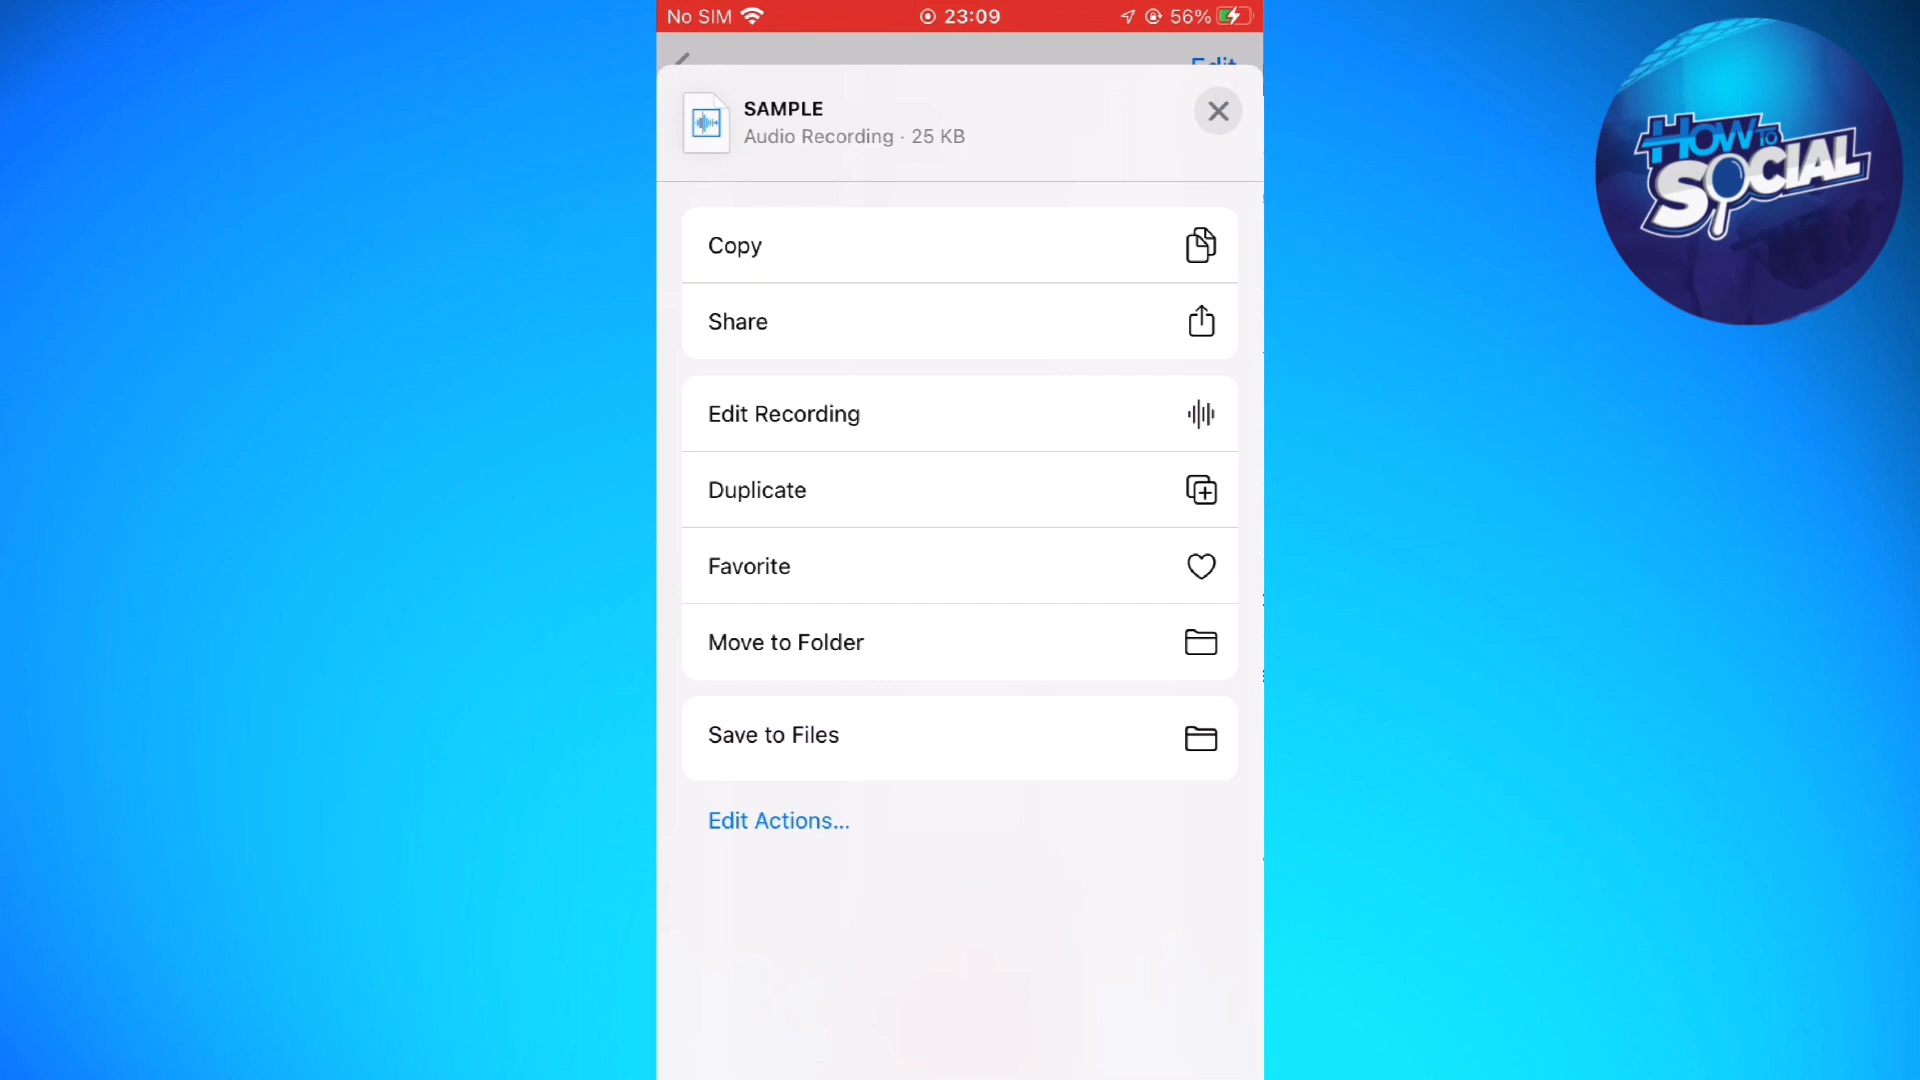 No SIM 23:09 56%
Edit
SAMPLE
Audio Recording · 25 KB
Copy
Share
Edit Recording
Duplicate
Favorite
Move to Folder
Save to Files
Edit Actions...
HOW TO
SOCIAL